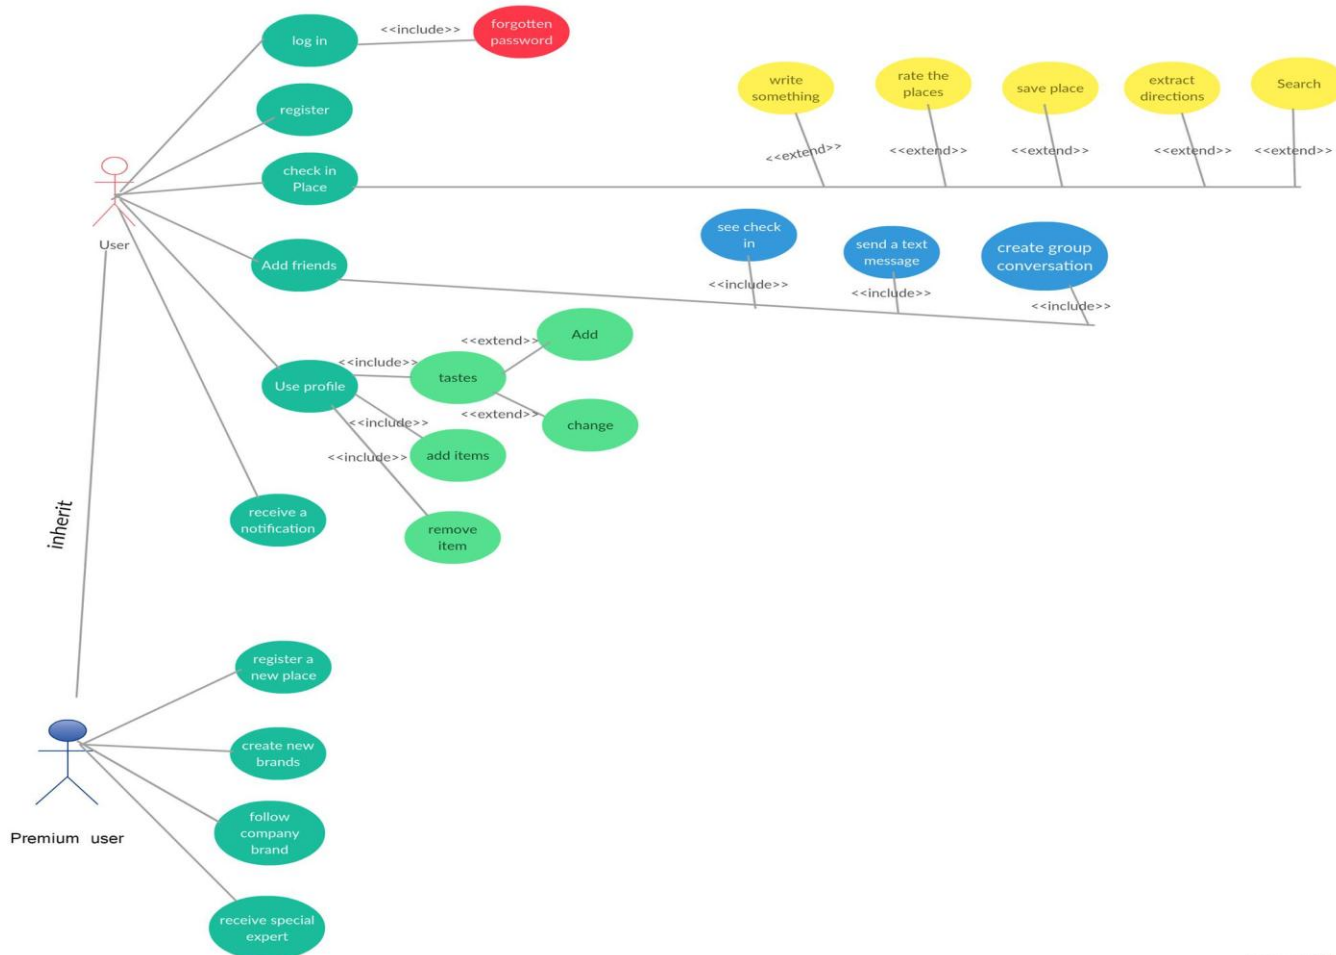 log in
<<include>>
forgotten
password
register
check in
Place
write
something
rate the
places
save place
extract
directions
Search
<<extend>>
<<extend>>
<<extend>>
<<extend>>
<<extend>>
User
Add friends
see check
in
send a text
message
create group
conversation
<<include>>
<<include>>
<<include>>
Use profile
<<include>>
tastes
<<extend>>
Add
<<extend>>
change
<<include>>
add items
<<include>>
remove
item
receive a
notification
inherit
register a
new place
create new
brands
follow
company
brand
receive special
expert
Premium user